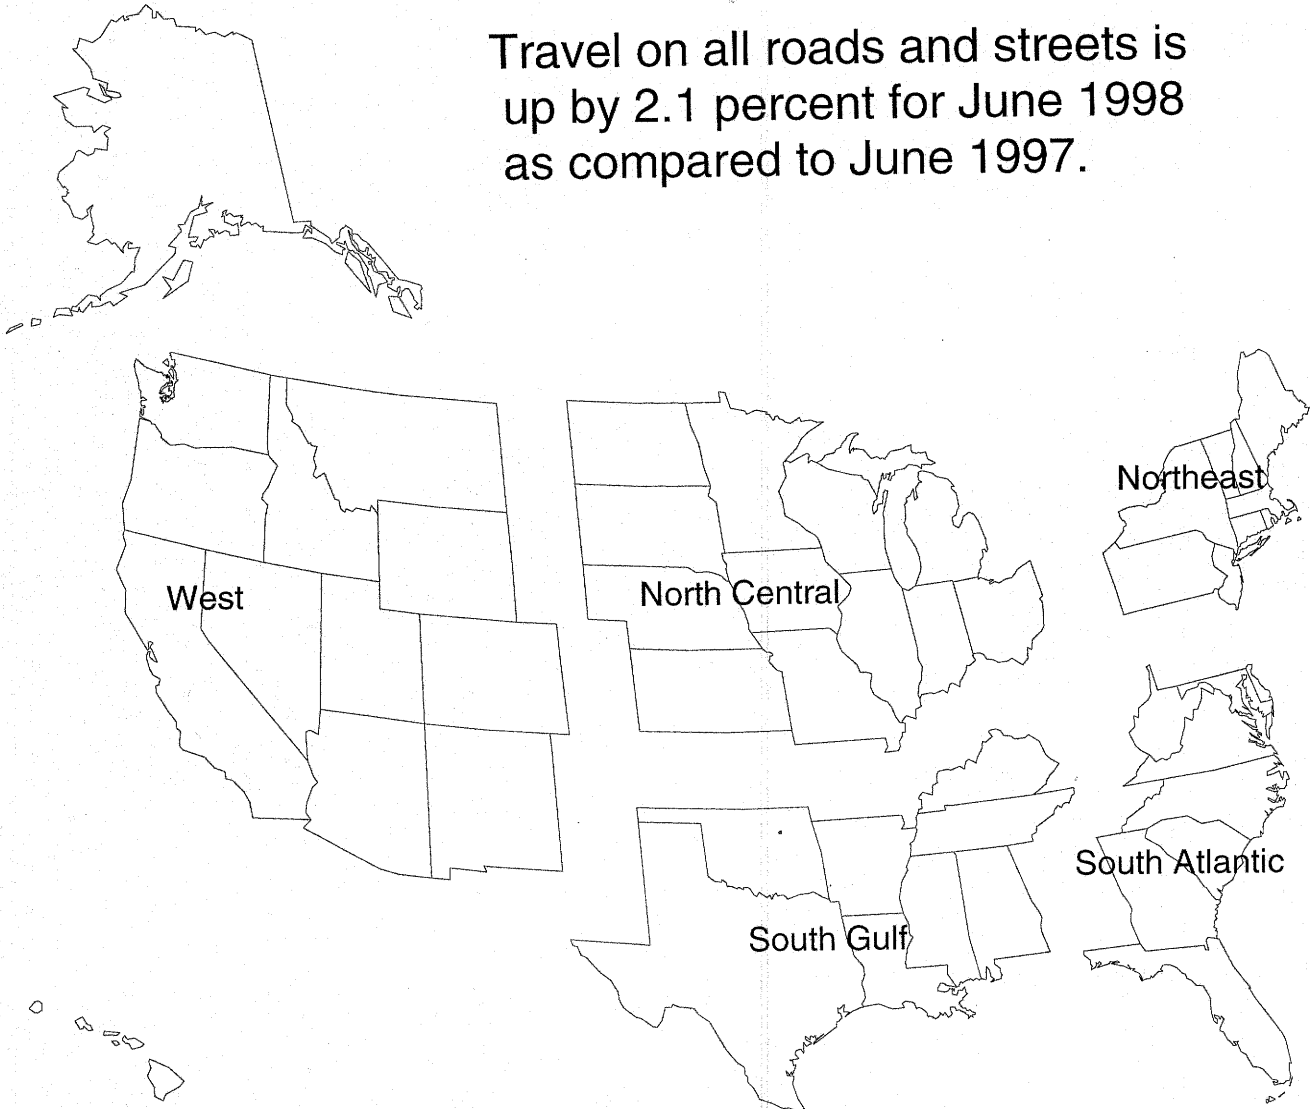 Travel on all roads and streets is
up by 2.1 percent for June 1998
as compared to June 1997.
Northeast
West
North Central
South Atlantic
South Gulf